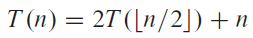 T(n) = 2T(⌊n/2⌋) + n